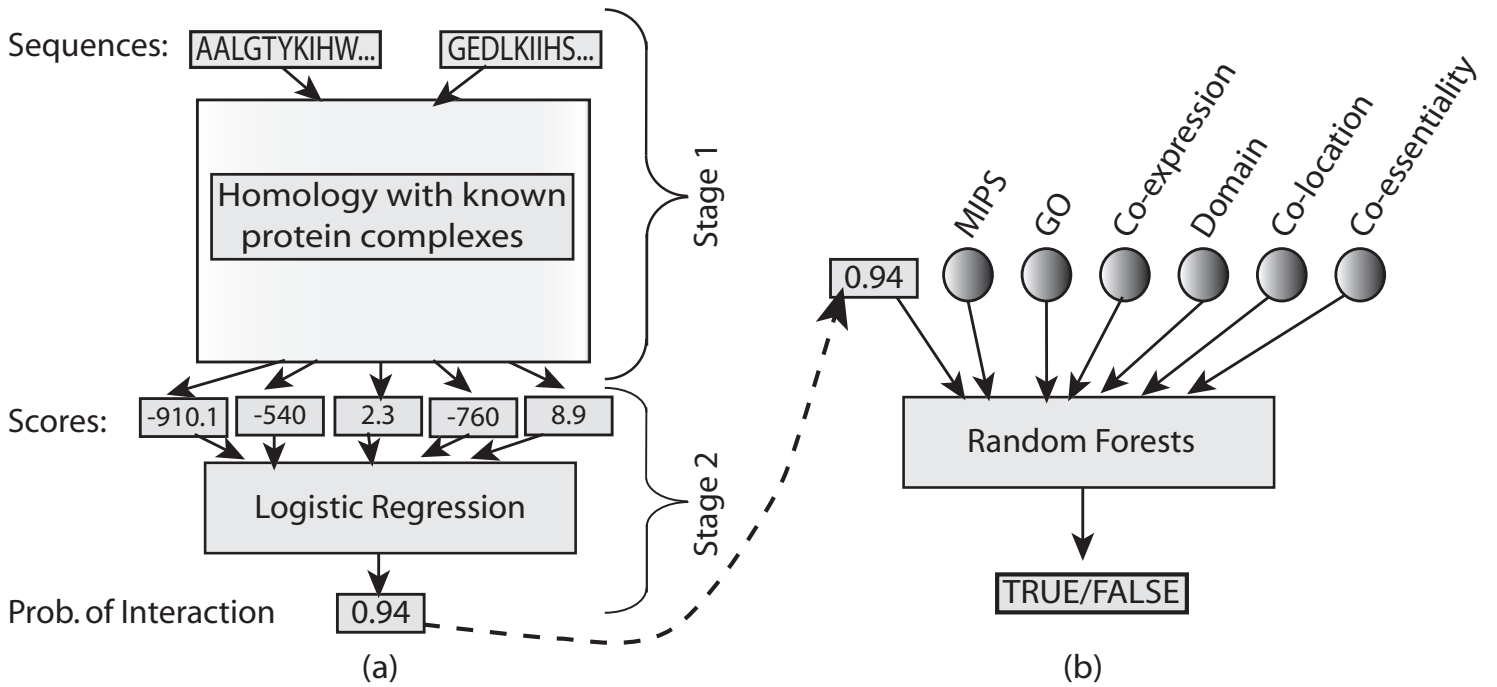 Sequences:
AALGTYKIHW...
GEDLKIIHS...
Homology with known
protein complexes
Stage 1
Scores:
-910.1
-540
2.3
-760
8.9
Logistic Regression
Stage 2
Prob. of Interaction
0.94
(a)
0.94
MIPS
GO
Co-expression
Domain
Co-location
Co-essentiality
Random Forests
TRUE/FALSE
(b)